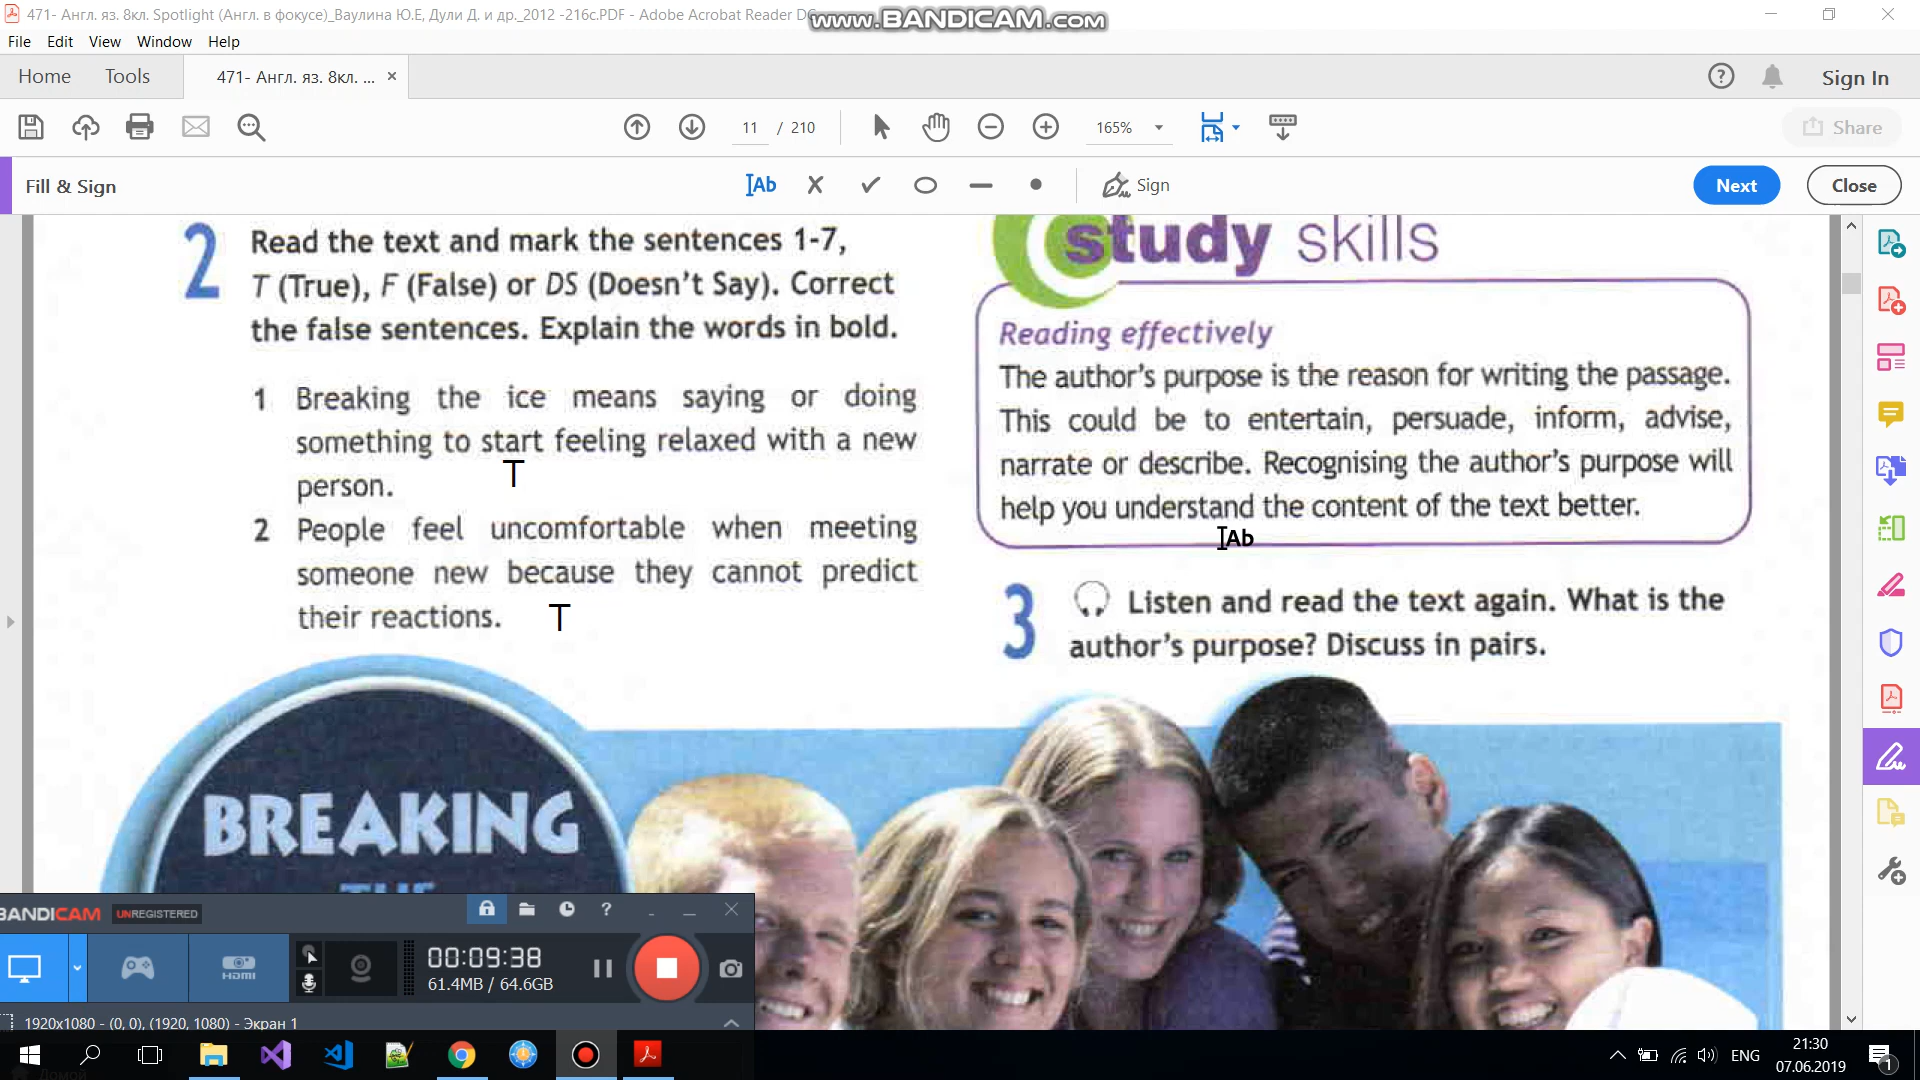 471- Англ. яз. 8кл. Spotlight (Англ. в фокусе)_Ваулина Ю.Е, Дули Д. и др._2012 -216с.PDF - Adobe Acrobat Reader DC
www.BANDICAM.com
File Edit View Window Help
Home Tools 471- Англ. яз. 8кл. ... × Sign In
11 / 210 165% Share
Fill & Sign Ab Sign Next Close
2 Read the text and mark the sentences 1-7,
T (True), F (False) or DS (Doesn't Say). Correct
the false sentences. Explain the words in bold.
1 Breaking the ice means saying or doing
something to start feeling relaxed with a new
person. T
2 People feel uncomfortable when meeting
someone new because they cannot predict
their reactions. T
study skills
Reading effectively
The author's purpose is the reason for writing the passage.
This could be to entertain, persuade, inform, advise,
narrate or describe. Recognising the author's purpose will
help you understand the content of the text better.
Ab
3 Listen and read the text again. What is the
author's purpose? Discuss in pairs.
BREAKING
THE
BANDICAM UNREGISTERED
HDMI
00:09:38
61.4MB / 64.6GB
1920x1080 - (0, 0), (1920, 1080) - Экран 1
Домой
ENG
21:30
07.06.2019
1